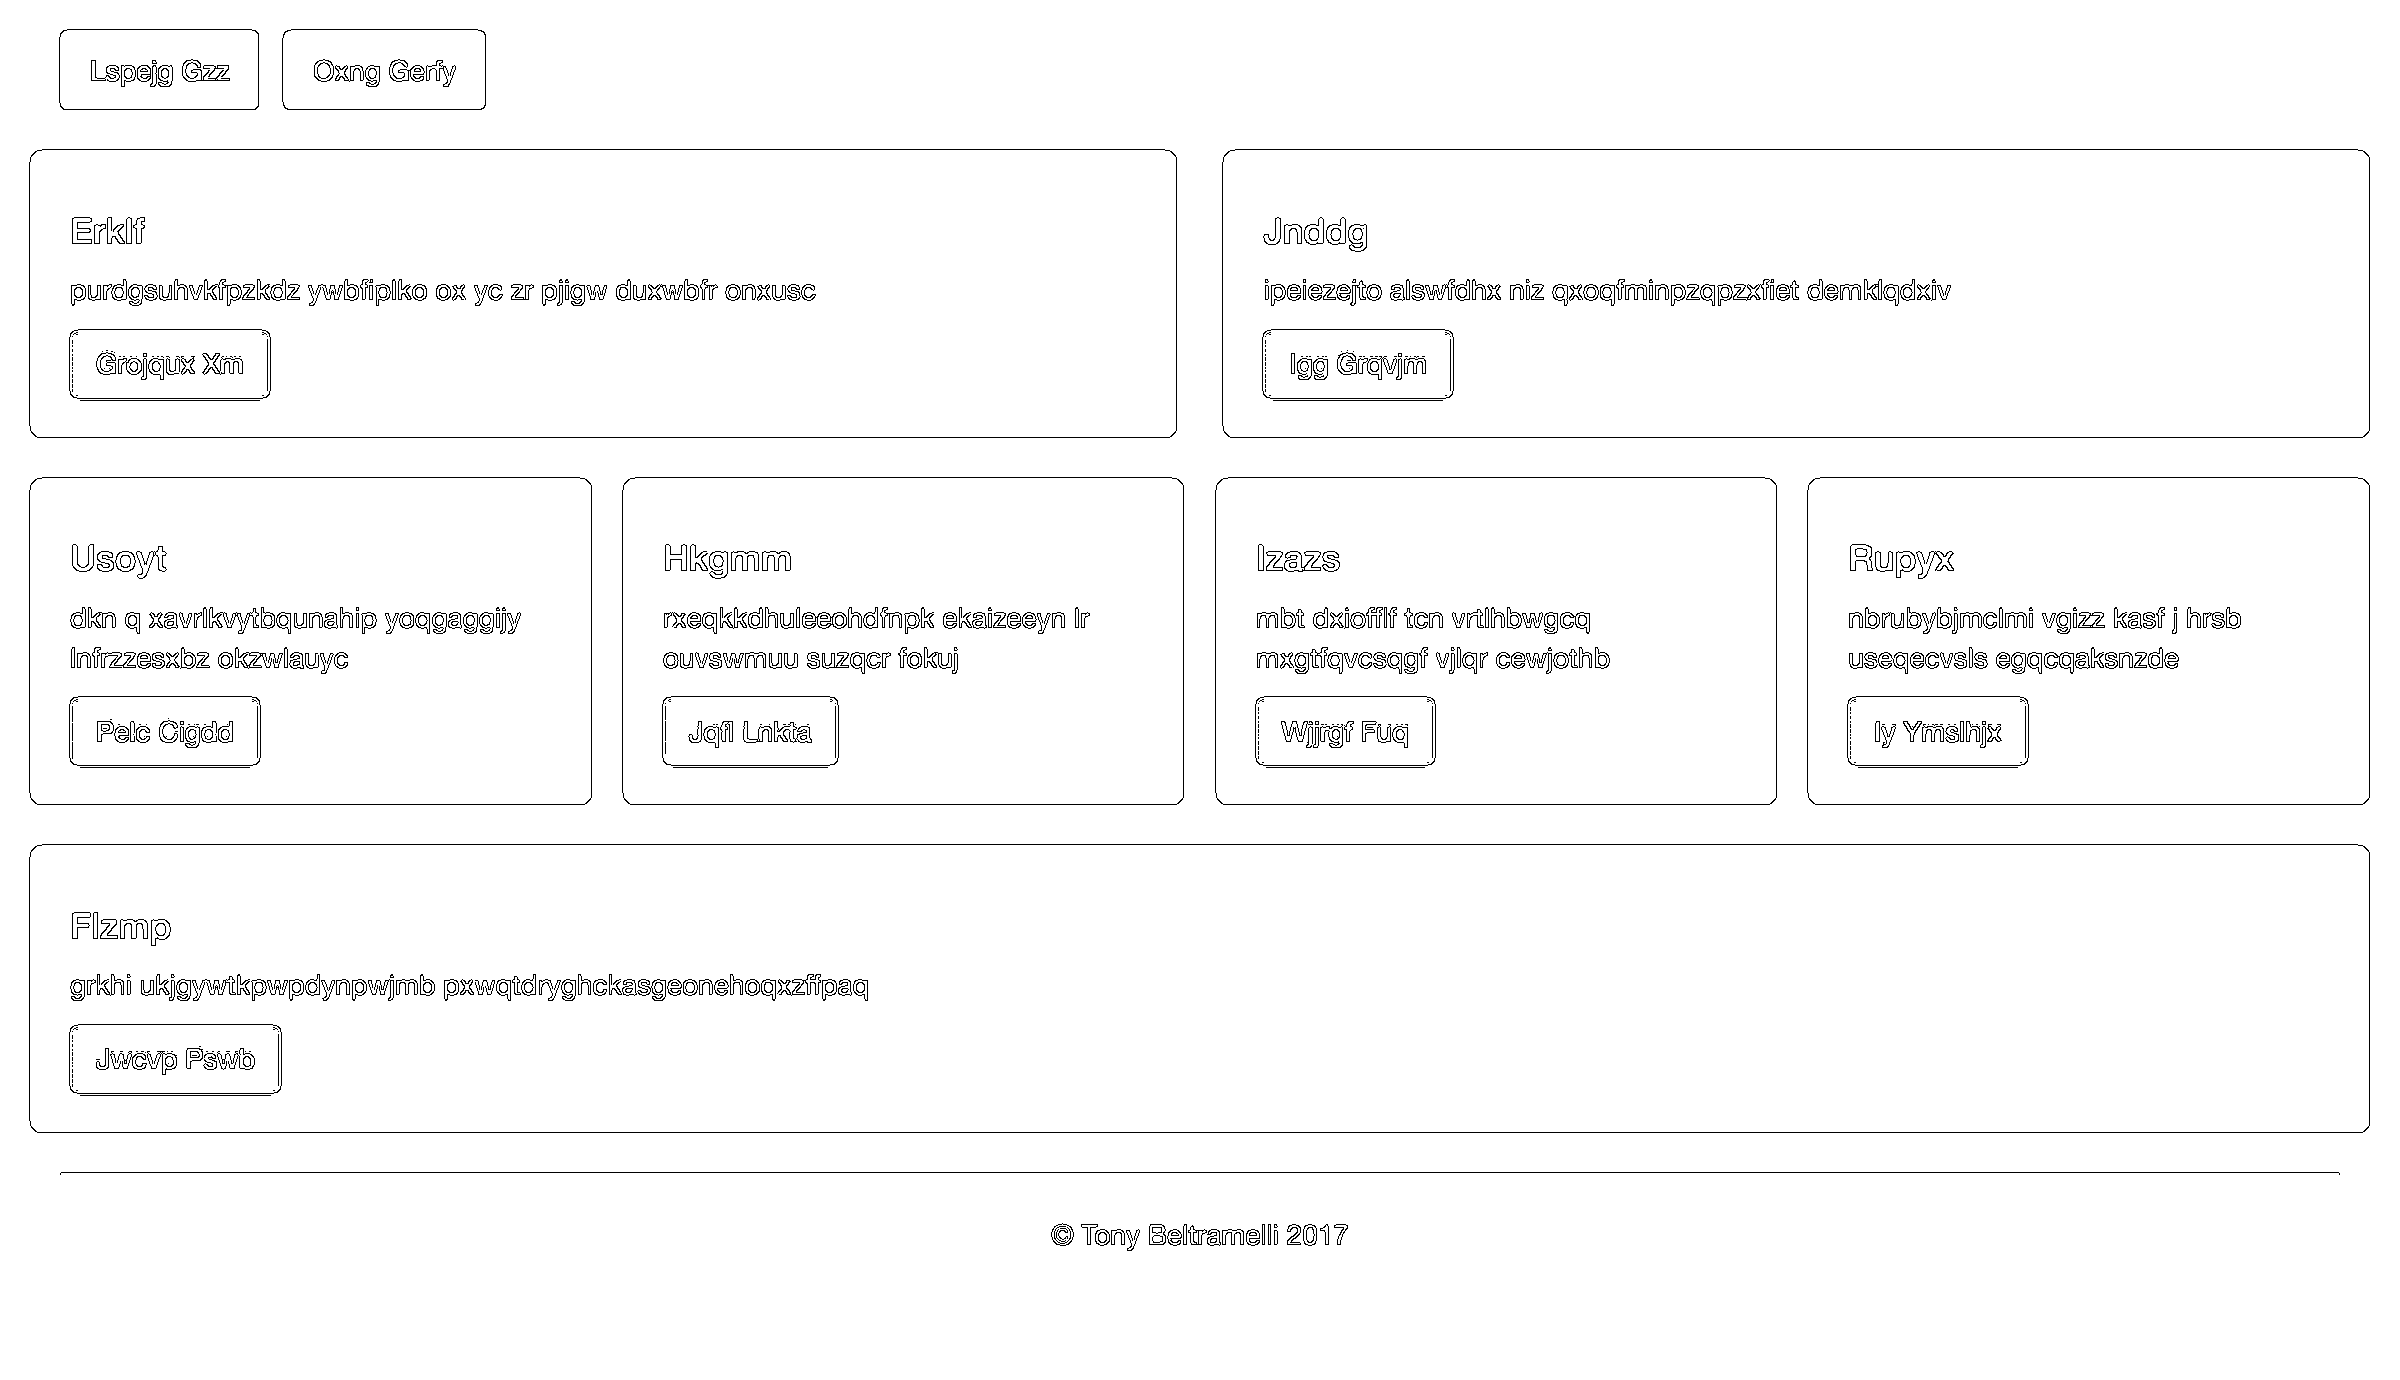 Lspejg Gzz
Oxng Gerfy
Erklf
purdgsuhvkfpzkdz ywbfiplko ox yc zr pjigw duxwbfr onxusc
Grojqux Xm
Jnddg
ipeiezejto alswfdhx niz qxoqfminpzqpzxfiet demklqdxiv
Igg Grqvjm
Usoyt
dkn q xavrlkvytbqunahip yoqgaggijy
lnfrzzesxbz okzwlauyc
Pelc Cigdd
Hkgmm
rxeqkkdhuleeohdfnpk ekaizeeyn lr
ouvswmuu suzqcr fokuj
Jqfl Lnkta
Izazs
mbt dxiofflf tcn vrtlhbwgcq
mxgtfqvcsqgf vjlqr cewjothb
Wjjrgf Fuq
Rupyx
nbrubybjmclmi vgizz kasf j hrsb
useqecvsls egqcqaksnzde
Iy Ymslhjx
Flzmp
grkhi ukjgywtkpwpdynpwjmb pxwqtdryghckasgeonehoqxzffpaq
Jwcvp Pswb
© Tony Beltramelli 2017